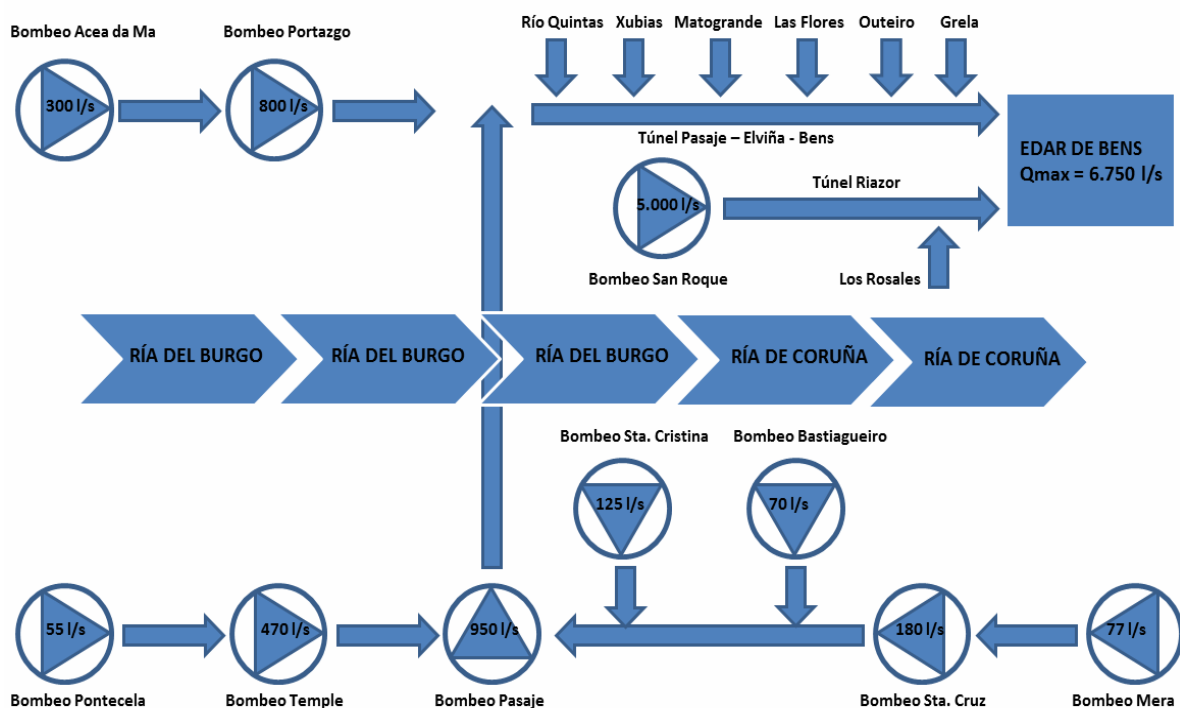 Río Quintas
Xubias
Matogrande
Las Flores
Outeiro
Grela
Bombeo Acea da Ma
Bombeo Portazgo
300 l/s
800 l/s
Túnel Pasaje – Elviña - Bens
EDAR DE BENS
Qmax = 6.750 l/s
Túnel Riazor
5.000 l/s
Bombeo San Roque
Los Rosales
RÍA DEL BURGO
RÍA DEL BURGO
RÍA DEL BURGO
RÍA DE CORUÑA
RÍA DE CORUÑA
Bombeo Sta. Cristina
Bombeo Bastiagueiro
125 l/s
70 l/s
55 l/s
470 l/s
950 l/s
180 l/s
77 l/s
Bombeo Pontecela
Bombeo Temple
Bombeo Pasaje
Bombeo Sta. Cruz
Bombeo Mera